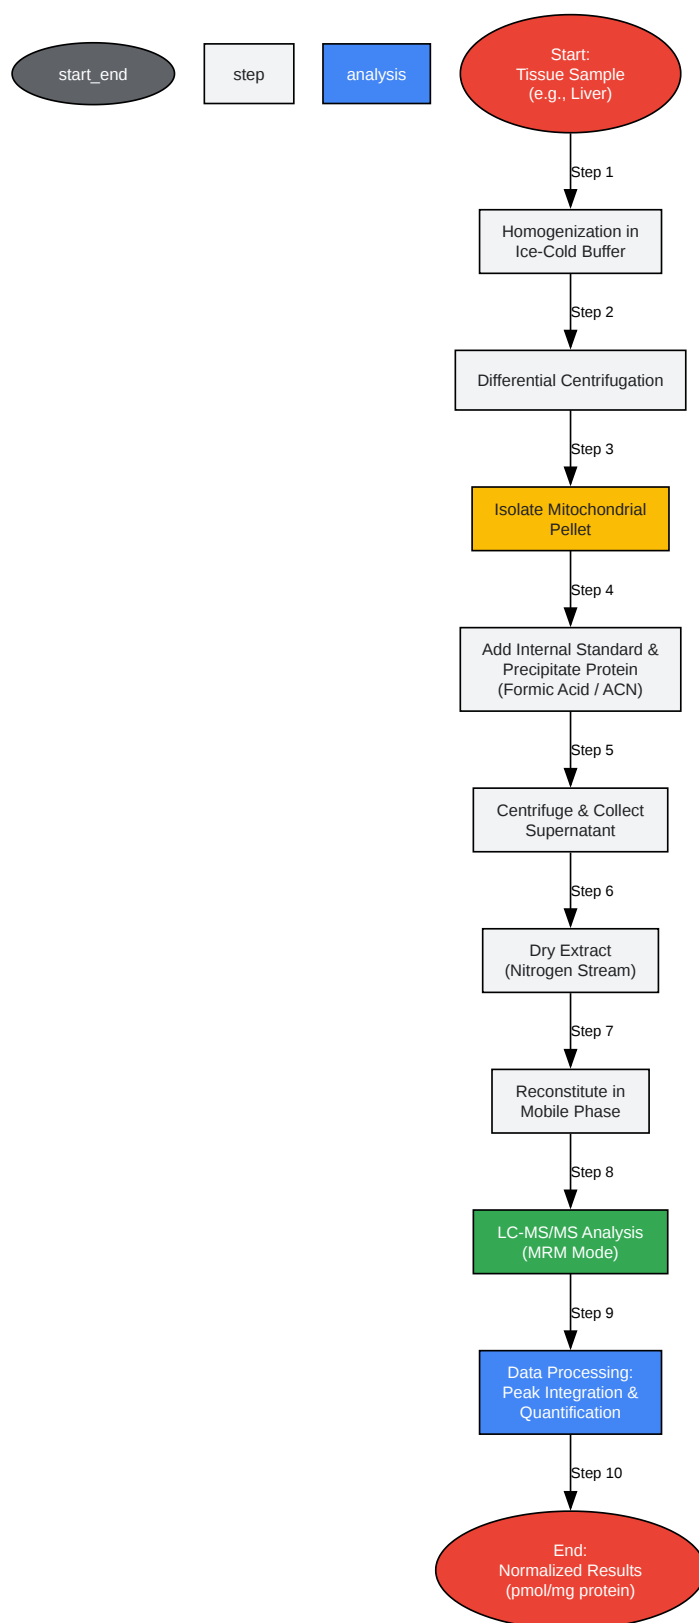 start_end
step
analysis
Start:
Tissue Sample
(e.g., Liver)
Step 1
Homogenization in
Ice-Cold Buffer
Step 2
Differential Centrifugation
Step 3
Isolate Mitochondrial
Pellet
Step 4
Add Internal Standard &
Precipitate Protein
(Formic Acid / ACN)
Step 5
Centrifuge & Collect
Supernatant
Step 6
Dry Extract
(Nitrogen Stream)
Step 7
Reconstitute in
Mobile Phase
Step 8
LC-MS/MS Analysis
(MRM Mode)
Step 9
Data Processing:
Peak Integration &
Quantification
Step 10
End:
Normalized Results
(pmol/mg protein)